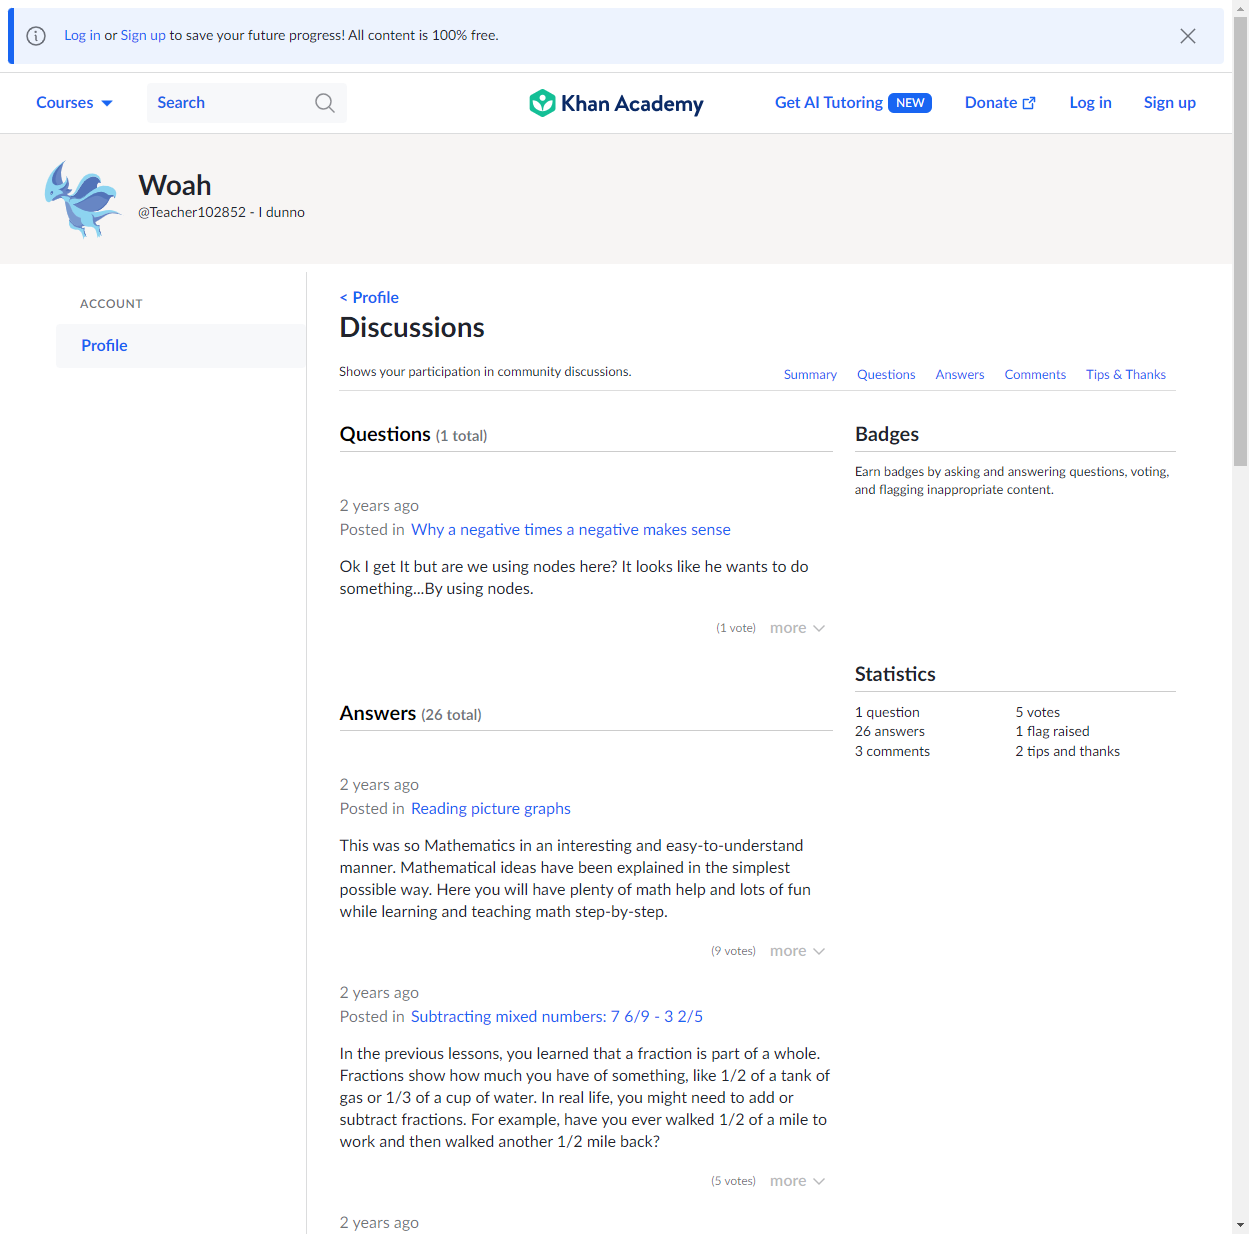 Log in or Sign up to save your future progress! All content is 100% free.
Courses
Search
Khan Academy
Get AI Tutoring NEW
Donate
Log in
Sign up
Woah
@Teacher102852 - I dunno
ACCOUNT
Profile
< Profile
Discussions
Shows your participation in community discussions.
Summary
Questions
Answers
Comments
Tips & Thanks
Questions (1 total)
2 years ago
Posted in Why a negative times a negative makes sense
Ok I get It but are we using nodes here? It looks like he wants to do
something...By using nodes.
(1 vote) more
Answers (26 total)
2 years ago
Posted in Reading picture graphs
This was so Mathematics in an interesting and easy-to-understand
manner. Mathematical ideas have been explained in the simplest
possible way. Here you will have plenty of math help and lots of fun
while learning and teaching math step-by-step.
(9 votes) more
2 years ago
Posted in Subtracting mixed numbers: 7 6/9 - 3 2/5
In the previous lessons, you learned that a fraction is part of a whole.
Fractions show how much you have of something, like 1/2 of a tank of
gas or 1/3 of a cup of water. In real life, you might need to add or
subtract fractions. For example, have you ever walked 1/2 of a mile to
work and then walked another 1/2 mile back?
(5 votes) more
2 years ago
Badges
Earn badges by asking and answering questions, voting,
and flagging inappropriate content.
Statistics
1 question
26 answers
3 comments
5 votes
1 flag raised
2 tips and thanks